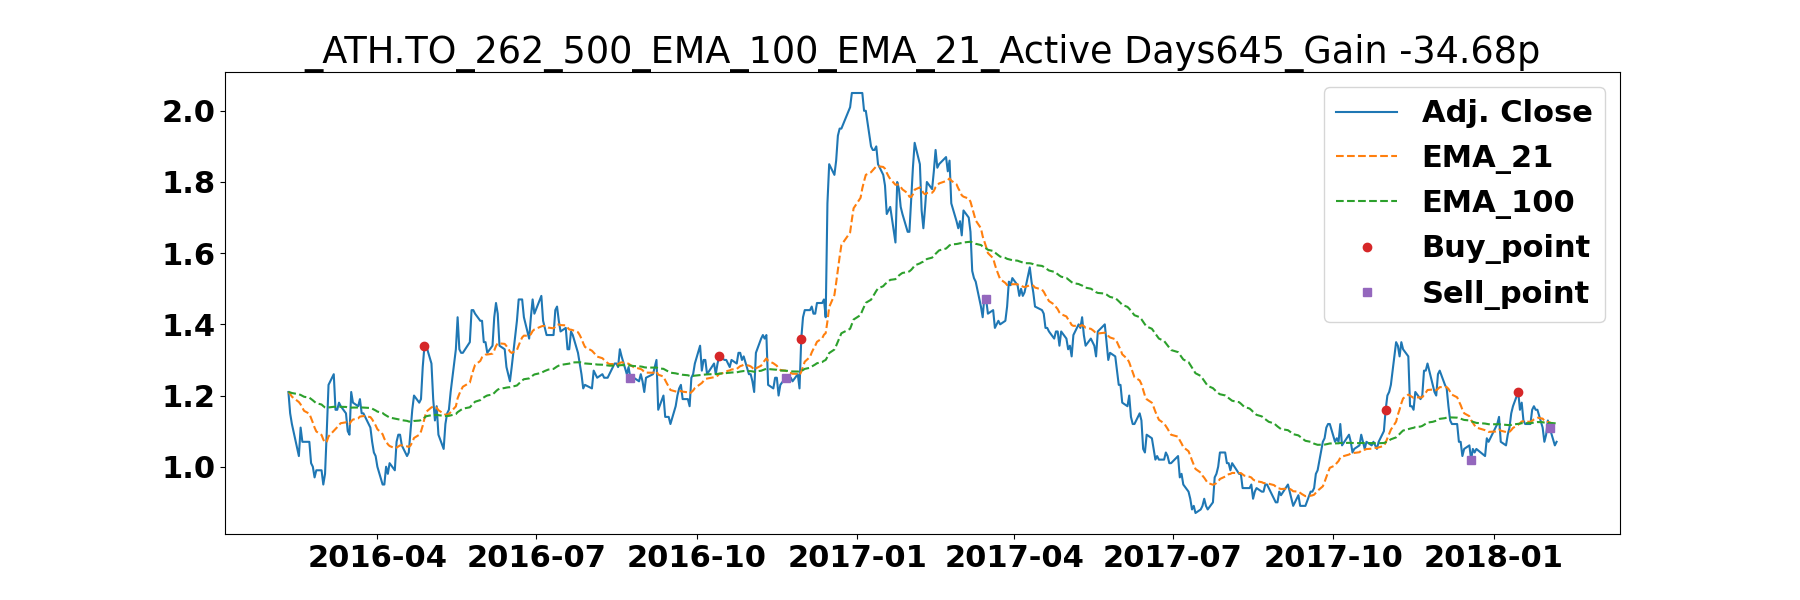 _ATH.TO_262_500_EMA_100_EMA_21_Active Days645_Gain -34.68p
2.0
1.8
1.6
1.4
1.2
1.0
Adj. Close
EMA_21
EMA_100
Buy_point
Sell_point
2016-04 2016-07 2016-10 2017-01 2017-04 2017-07 2017-10 2018-01